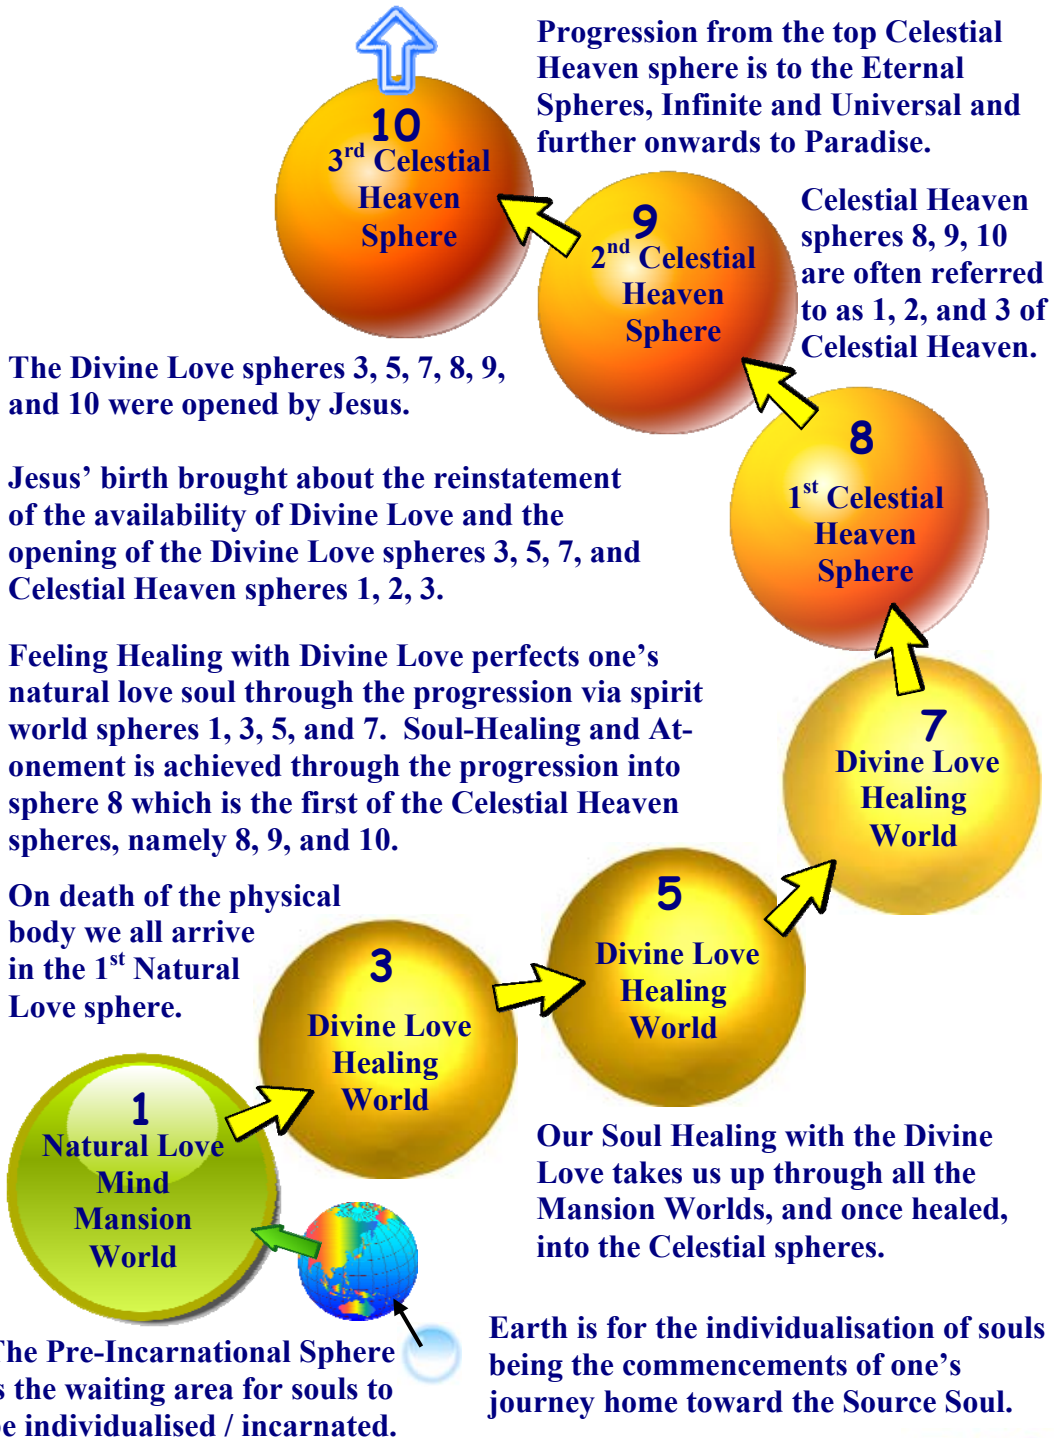 Progression from the top Celestial
Heaven sphere is to the Eternal
Spheres, Infinite and Universal and
further onwards to Paradise.
10
3rd Celestial
Heaven
Sphere
Celestial Heaven
spheres 8, 9, 10
are often referred
to as 1, 2, and 3 of
Celestial Heaven.
9
2nd Celestial
Heaven
Sphere
The Divine Love spheres 3, 5, 7, 8, 9,
and 10 were opened by Jesus.
8
1st Celestial
Heaven
Sphere
Jesus’ birth brought about the reinstatement
of the availability of Divine Love and the
opening of the Divine Love spheres 3, 5, 7, and
Celestial Heaven spheres 1, 2, 3.
Feeling Healing with Divine Love perfects one’s
natural love soul through the progression via spirit
world spheres 1, 3, 5, and 7.  Soul-Healing and At-
onement is achieved through the progression into
sphere 8 which is the first of the Celestial Heaven
spheres, namely 8, 9, and 10.
7
Divine Love
Healing
World
5
Divine Love
Healing
World
On death of the physical
body we all arrive
in the 1st Natural
Love sphere.
3
Divine Love
Healing
World
1
Natural Love
Mind
Mansion
World
Our Soul Healing with the Divine
Love takes us up through all the
Mansion Worlds, and once healed,
into the Celestial spheres.
The Pre-Incarnational Sphere
s the waiting area for souls to
be individualised / incarnated.
Earth is for the individualisation of souls
being the commencements of one’s
journey home toward the Source Soul.